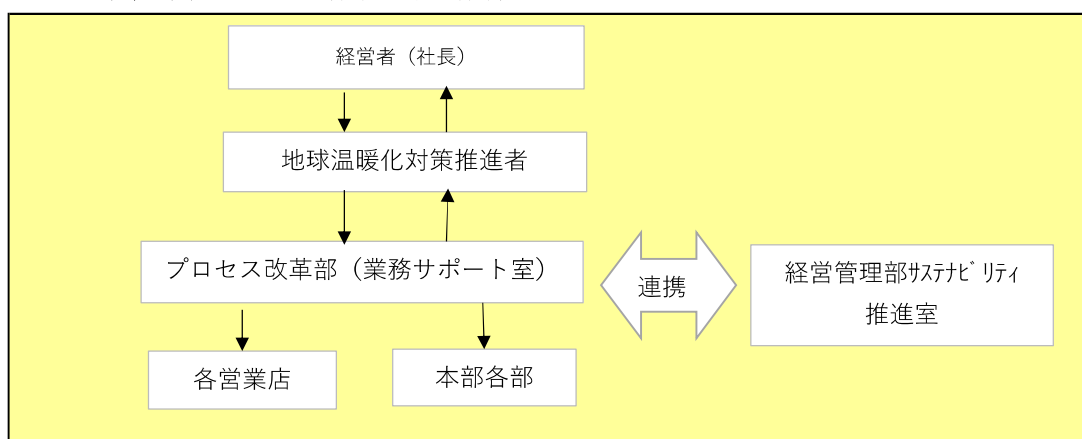 経営者（社長）
地球温暖化対策推進者
プロセス改革部（業務サポート室）
連携
経営管理部ｻｽﾃﾅﾋﾞﾘﾃｨ
推進室
各営業店
本部各部